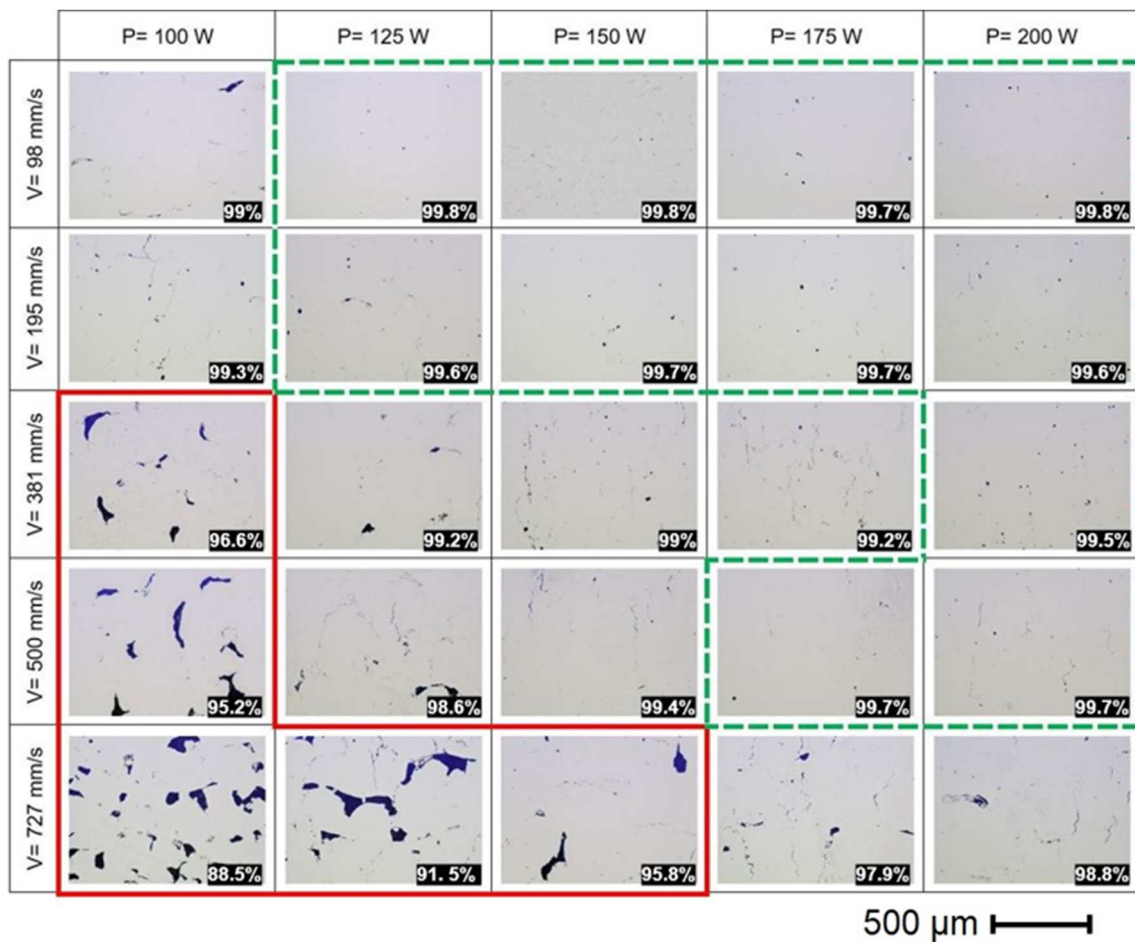 P= 100 W P= 125 W P= 150 W P= 175 W P= 200 W
V= 98 mm/s 99% 99.8% 99.8% 99.7% 99.8%
V= 195 mm/s 99.3% 99.6% 99.7% 99.7% 99.6%
V= 381 mm/s 96.6% 99.2% 99% 99.2% 99.5%
V= 500 mm/s 95.2% 98.6% 99.4% 99.7% 99.7%
V= 727 mm/s 88.5% 91.5% 95.8% 97.9% 98.8%
500 µm